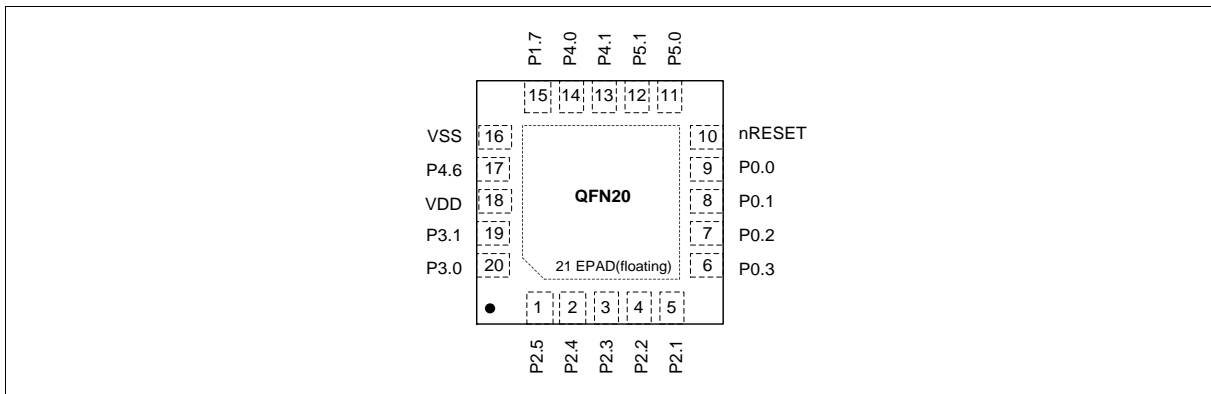 P1.7 P4.0 P4.1 P5.1 P5.0
15 14 13 12 11
VSS 16 10 nRESET
P4.6 17 9 P0.0
VDD 18 QFN20 8 P0.1
P3.1 19 7 P0.2
P3.0 20 21 EPAD(floating) 6 P0.3
1 2 3 4 5
P2.5 P2.4 P2.3 P2.2 P2.1